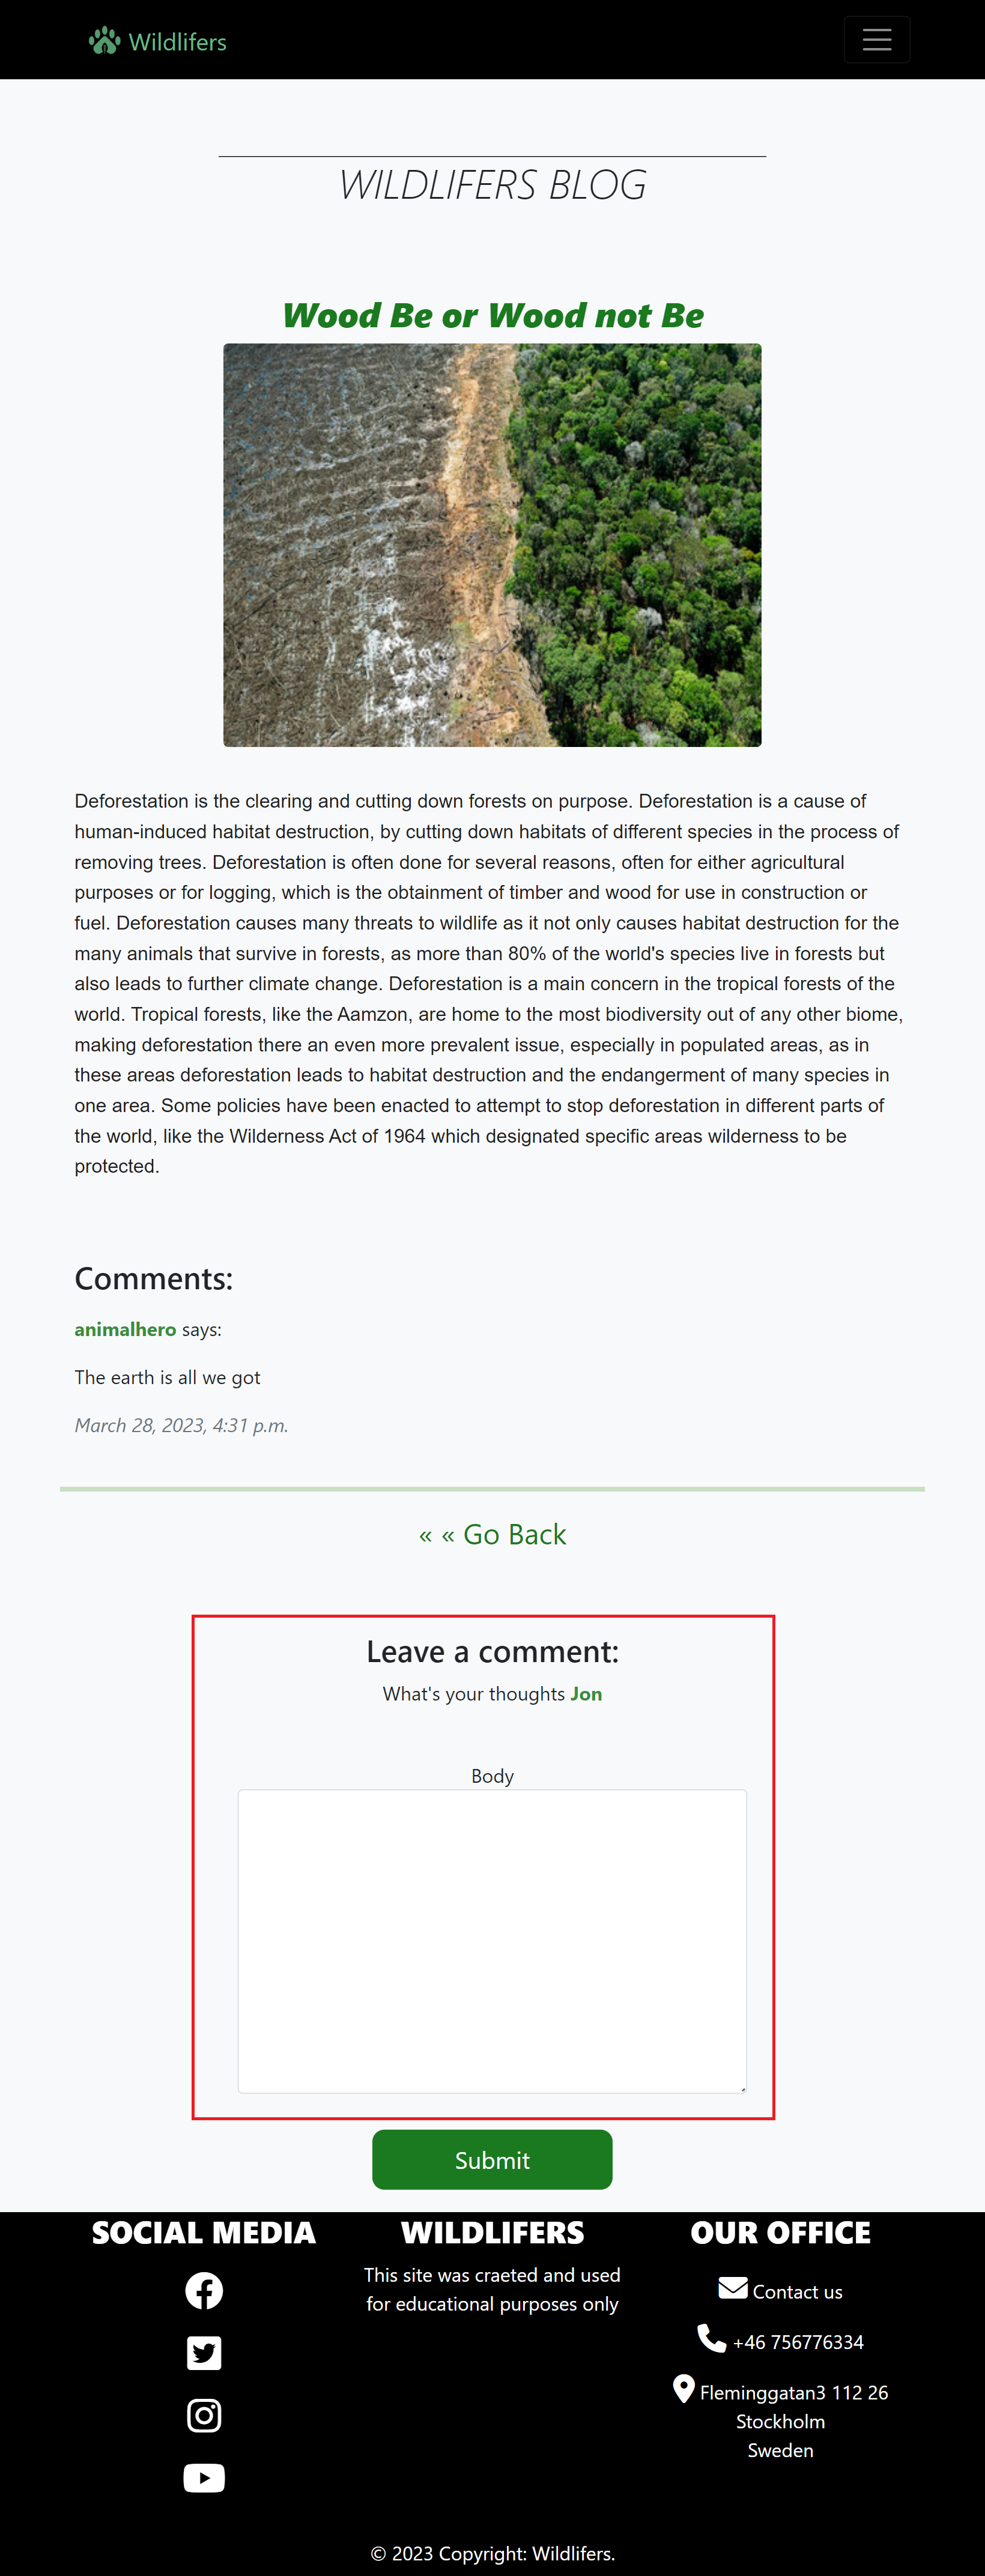 Wildlifers
WILDLIFERS BLOG
Wood Be or Wood not Be
Deforestation is the clearing and cutting down forests on purpose. Deforestation is a cause of
human-induced habitat destruction, by cutting down habitats of different species in the process of
removing trees. Deforestation is often done for several reasons, often for either agricultural
purposes or for logging, which is the obtainment of timber and wood for use in construction or
fuel. Deforestation causes many threats to wildlife as it not only causes habitat destruction for the
many animals that survive in forests, as more than 80% of the world's species live in forests but
also leads to further climate change. Deforestation is a main concern in the tropical forests of the
world. Tropical forests, like the Aamzon, are home to the most biodiversity out of any other biome,
making deforestation there an even more prevalent issue, especially in populated areas, as in
these areas deforestation leads to habitat destruction and the endangerment of many species in
one area. Some policies have been enacted to attempt to stop deforestation in different parts of
the world, like the Wilderness Act of 1964 which designated specific areas wilderness to be
protected.
Comments:
animalhero says:
The earth is all we got
March 28, 2023, 4:31 p.m.
« « Go Back
Leave a comment:
What's your thoughts Jon
Body
Submit
SOCIAL MEDIA
WILDLIFERS
This site was craeted and used
for educational purposes only
OUR OFFICE
Contact us
+46 756776334
Fleminggatan3 112 26
Stockholm
Sweden
© 2023 Copyright: Wildlifers.